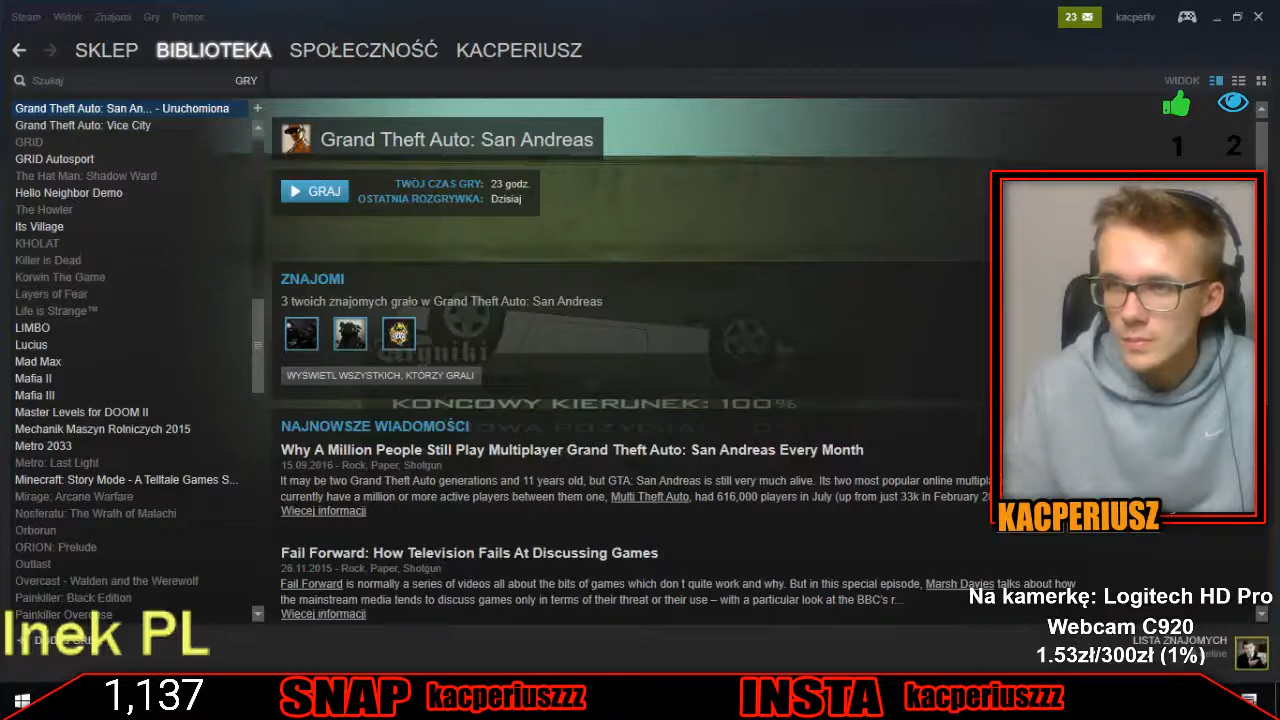 Steam Widok Znajomi Gry Pomoc
23 kacpertv
SKLEP BIBLIOTEKA SPOŁECZNOŚĆ KACPERIUSZ
Szukaj GRY
WIDOK
Grand Theft Auto: San An... - Uruchomiona
Grand Theft Auto: Vice City
GRID
GRID Autosport
The Hat Man: Shadow Ward
Hello Neighbor Demo
The Howler
Its Village
KHOLAT
Killer is Dead
Korwin The Game
Layers of Fear
Life is Strange™
LIMBO
Lucius
Mad Max
Mafia II
Mafia III
Master Levels for DOOM II
Mechanik Maszyn Rolniczych 2015
Metro 2033
Metro: Last Light
Minecraft: Story Mode - A Telltale Games S...
Mirage: Arcane Warfare
Nosferatu: The Wrath of Malachi
Orborun
ORION: Prelude
Outlast
Overcast - Walden and the Werewolf
Painkiller: Black Edition
Painkiller Overdose
Grand Theft Auto: San Andreas
GRAJ
TWÓJ CZAS GRY: 23 godz.
OSTATNIA ROZGRYWKA: Dzisiaj
1 2
ZNAJOMI
3 twoich znajomych grało w Grand Theft Auto: San Andreas
WYŚWIETL WSZYSTKICH, KTÓRZY GRALI
KOŃCOWY KIERUNEK: 100%
NAJNOWSZE WIADOMOŚCI
Why A Million People Still Play Multiplayer Grand Theft Auto: San Andreas Every Month
15.09.2016 - Rock, Paper, Shotgun
It may be two Grand Theft Auto generations and 11 years old, but GTA: San Andreas is still very much alive. Its two most popular online multipla
currently have a million or more active players between them one, Multi Theft Auto, had 616,000 players in July (up from just 33k in February 20
Więcej informacji
Fail Forward: How Television Fails At Discussing Games
26.11.2015 - Rock, Paper, Shotgun
Fail Forward is normally a series of videos all about the bits of games which don t quite work and why. But in this special episode, Marsh Davies talks about how
the mainstream media tends to discuss games only in terms of their threat or their use – with a particular look at the BBC's r...
Więcej informacji
KACPERIUSZ
Na kamerkę: Logitech HD Pro
Webcam C920
1.53zł/300zł (1%)
LISTA ZNAJOMYCH
Inek PL
1,137
SNAP kacperiuszzz
INSTA kacperiuszzz